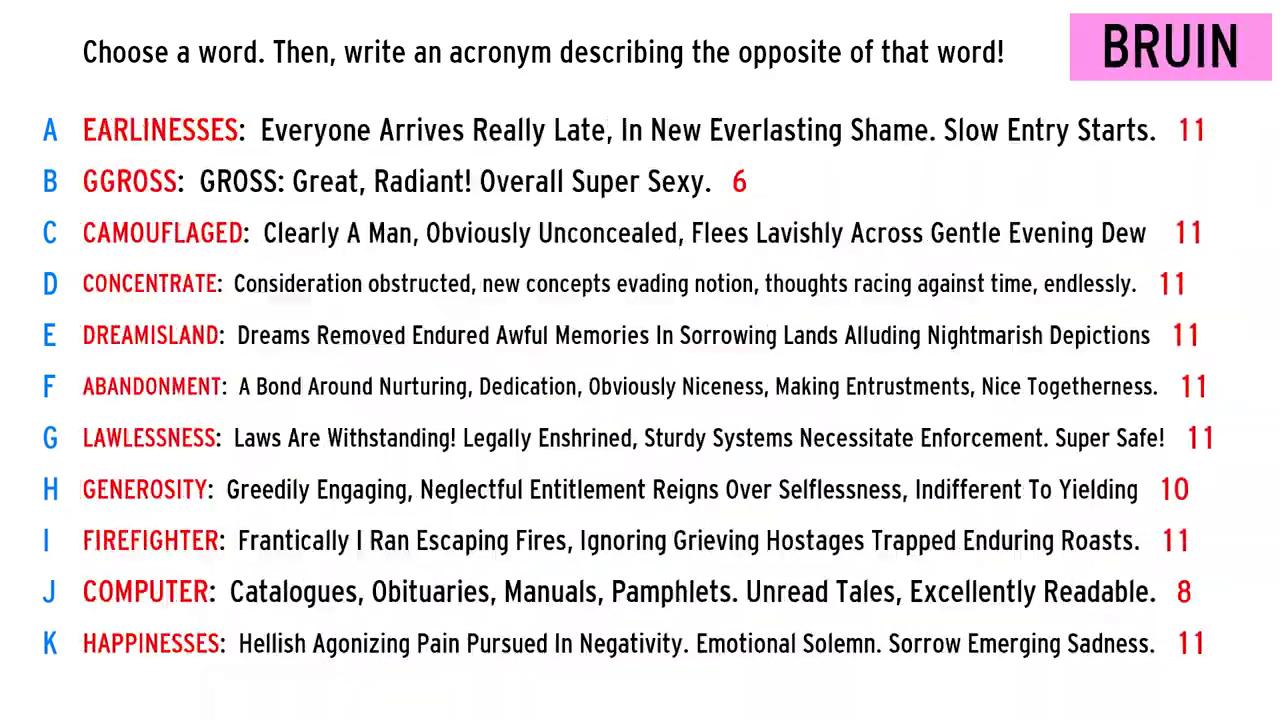 Choose a word. Then, write an acronym describing the opposite of that word!
BRUIN
A EARLINESSES: Everyone Arrives Really Late, In New Everlasting Shame. Slow Entry Starts. 11
B GGROSS: GROSS: Great, Radiant! Overall Super Sexy. 6
C CAMOUFLAGED: Clearly A Man, Obviously Unconcealed, Flees Lavishly Across Gentle Evening Dew 11
D CONCENTRATE: Consideration obstructed, new concepts evading notion, thoughts racing against time, endlessly. 11
E DREAMISLAND: Dreams Removed Endured Awful Memories In Sorrowing Lands Alluding Nightmarish Depictions 11
F ABANDONMENT: A Bond Around Nurturing, Dedication, Obviously Niceness, Making Entrustments, Nice Togetherness. 11
G LAWLESSNESS: Laws Are Withstanding! Legally Enshrined, Sturdy Systems Necessitate Enforcement. Super Safe! 11
H GENEROSITY: Greedily Engaging, Neglectful Entitlement Reigns Over Selflessness, Indifferent To Yielding 10
I FIREFIGHTER: Frantically I Ran Escaping Fires, Ignoring Grieving Hostages Trapped Enduring Roasts. 11
J COMPUTER: Catalogues, Obituaries, Manuals, Pamphlets. Unread Tales, Excellently Readable. 8
K HAPPINESSES: Hellish Agonizing Pain Pursued In Negativity. Emotional Solemn. Sorrow Emerging Sadness. 11